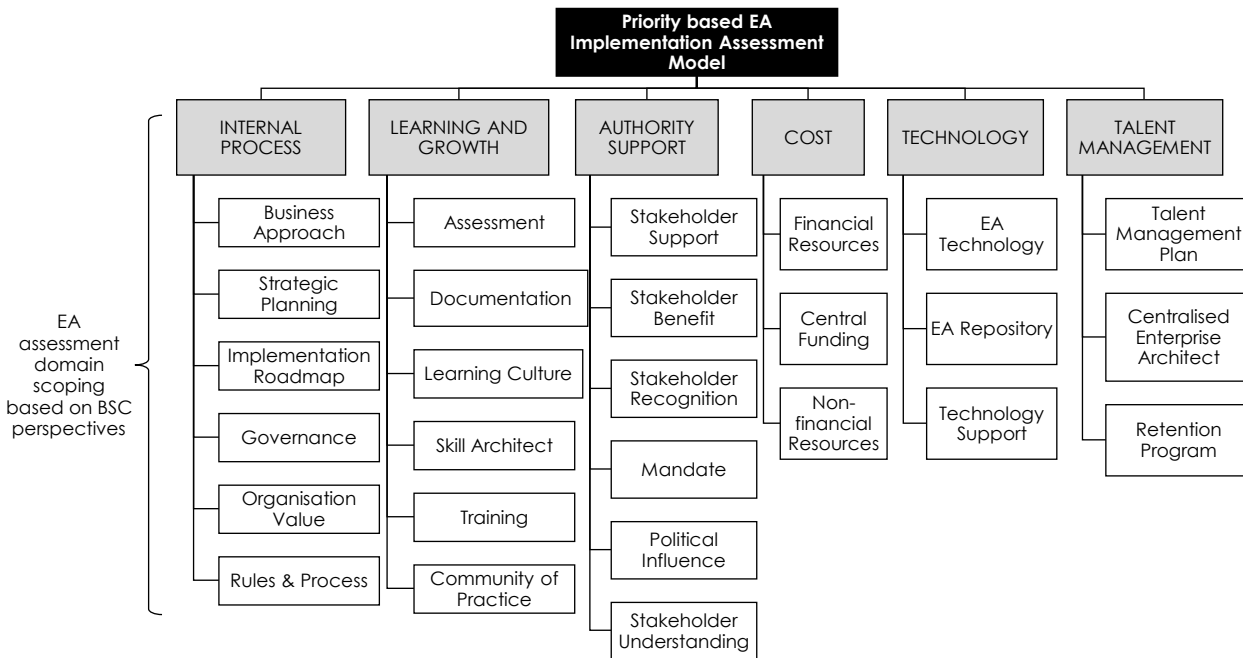 Priority based EA
Implementation Assessment
Model
INTERNAL
PROCESS
LEARNING AND
GROWTH
AUTHORITY
SUPPORT
COST
TECHNOLOGY
TALENT
MANAGEMENT
EA
assessment
domain
scoping
based on BSC
perspectives
Business
Approach
Strategic
Planning
Implementation
Roadmap
Governance
Organisation
Value
Rules & Process
Assessment
Documentation
Learning Culture
Skill Architect
Training
Community of
Practice
Stakeholder
Support
Stakeholder
Benefit
Stakeholder
Recognition
Mandate
Political
Influence
Stakeholder
Understanding
Financial
Resources
Central
Funding
Non-
financial
Resources
EA
Technology
EA Repository
Technology
Support
Talent
Management
Plan
Centralised
Enterprise
Architect
Retention
Program